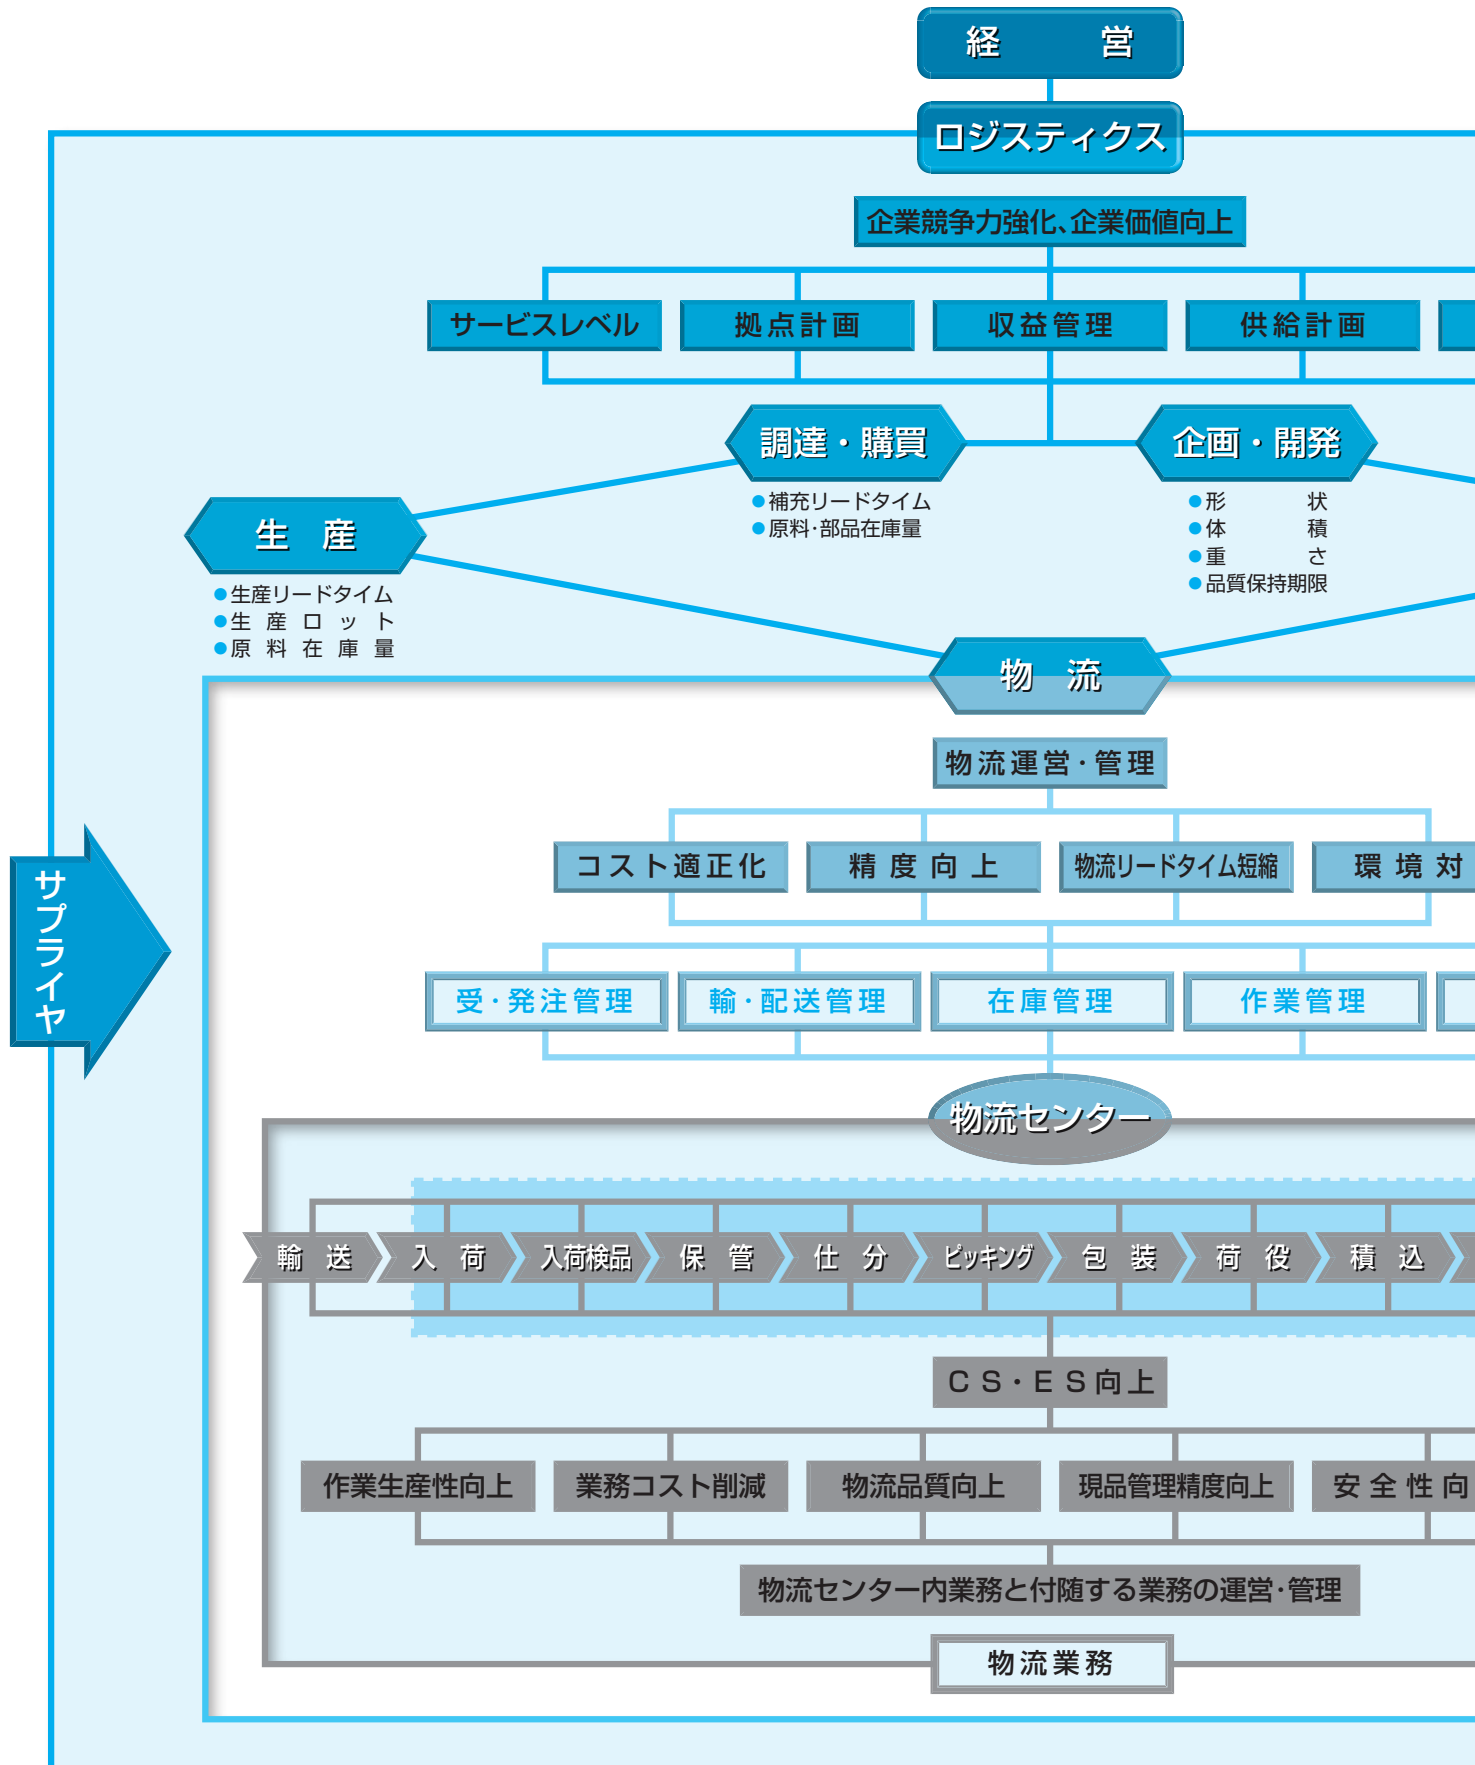 経営
ロジスティクス
企業競争力強化、企業価値向上
サービスレベル
拠点計画
収益管理
供給計画
調達・購買
●補充リードタイム
●原料・部品在庫量
企画・開発
●形状
●体積
●重さ
●品質保持期限
生産
●生産リードタイム
●生産ロット
●原料在庫量
物流
物流運営・管理
コスト適正化
精度向上
物流リードタイム短縮
環境対
サプライヤ
受・発注管理
輸・配送管理
在庫管理
作業管理
物流センター
輸送
入荷
入荷検品
保管
仕分
ピッキング
包装
荷役
積込
CS・ES向上
作業生産性向上
業務コスト削減
物流品質向上
現品管理精度向上
安全性向
物流センター内業務と付随する業務の運営・管理
物流業務